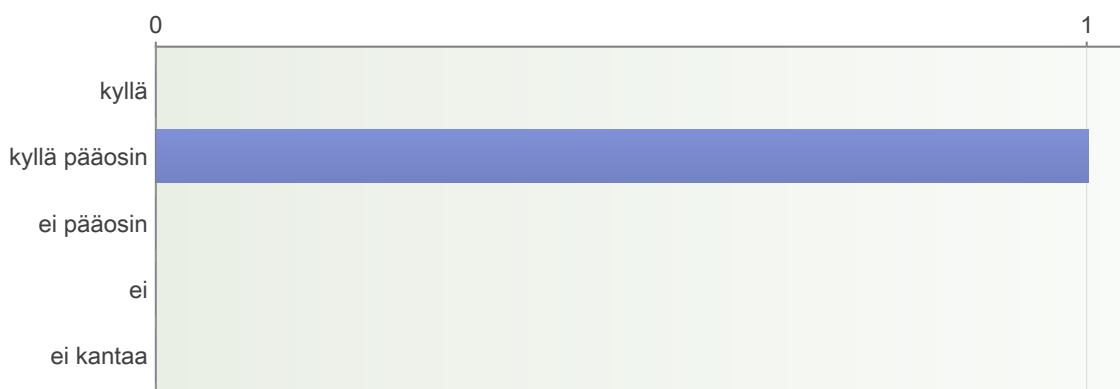 0 1
kyllä
kyllä pääosin
ei pääosin
ei
ei kantaa